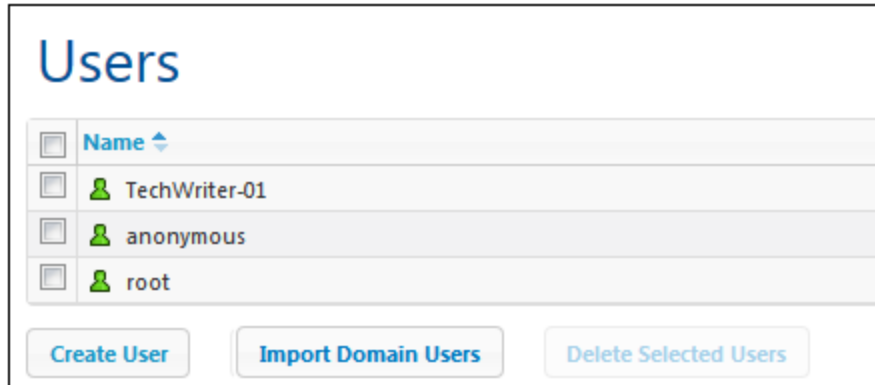 Users
Name
TechWriter-01
anonymous
root
Create User Import Domain Users Delete Selected Users